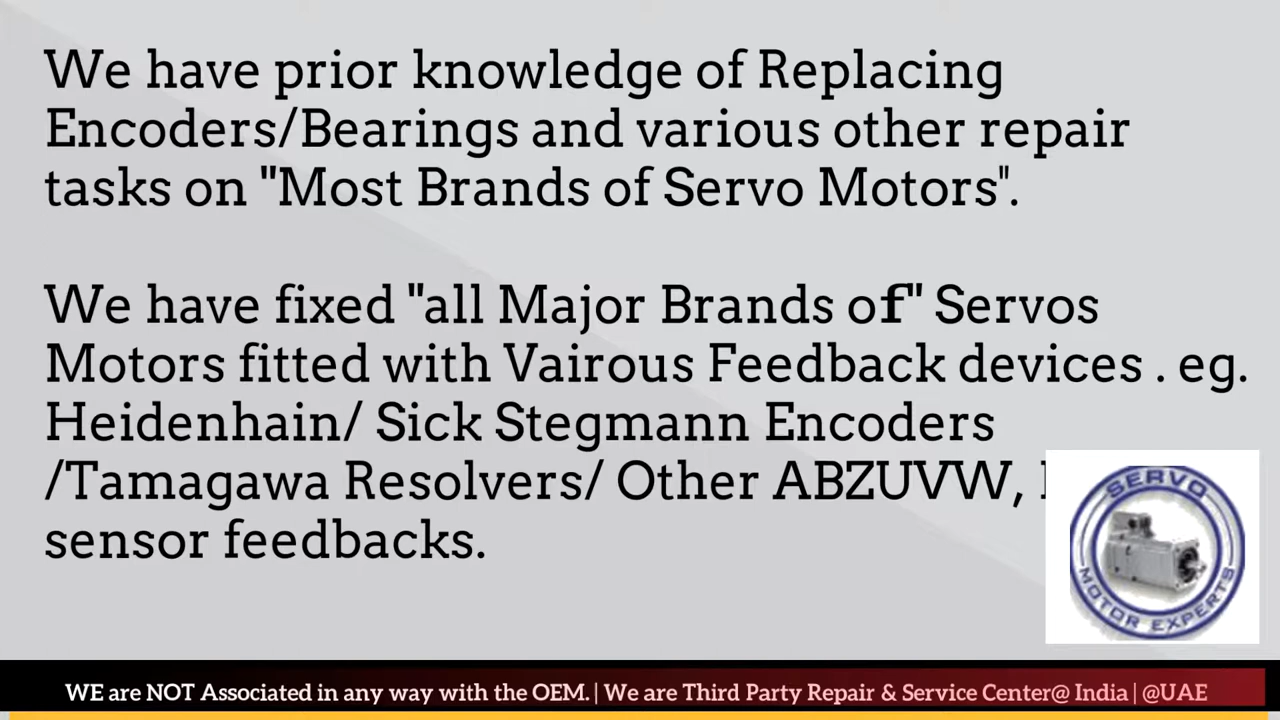 We have prior knowledge of Replacing
Encoders/Bearings and various other repair
tasks on "Most Brands of Servo Motors".
We have fixed "all Major Brands of" Servos
Motors fitted with Vairous Feedback devices . eg.
Heidenhain/ Sick Stegmann Encoders
/Tamagawa Resolvers/ Other ABZUVW,
sensor feedbacks.
SERVO
MOTOR EXPERTS
WE are NOT Associated in any way with the OEM. | We are Third Party Repair & Service Center@ India | @UAE